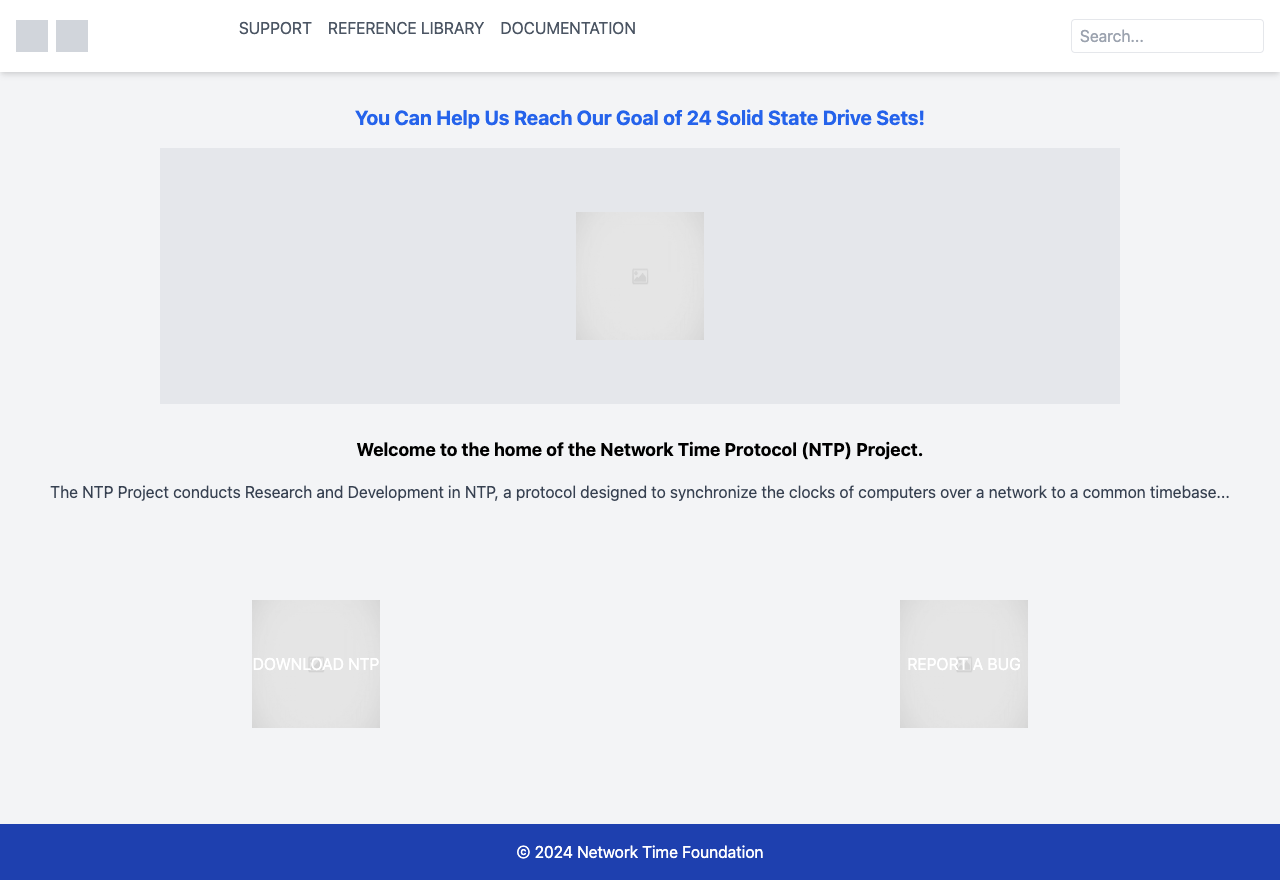 SUPPORT REFERENCE LIBRARY DOCUMENTATION Search...
You Can Help Us Reach Our Goal of 24 Solid State Drive Sets!
Welcome to the home of the Network Time Protocol (NTP) Project.
The NTP Project conducts Research and Development in NTP, a protocol designed to synchronize the clocks of computers over a network to a common timebase...
DOWNLOAD NTP REPORT A BUG
© 2024 Network Time Foundation